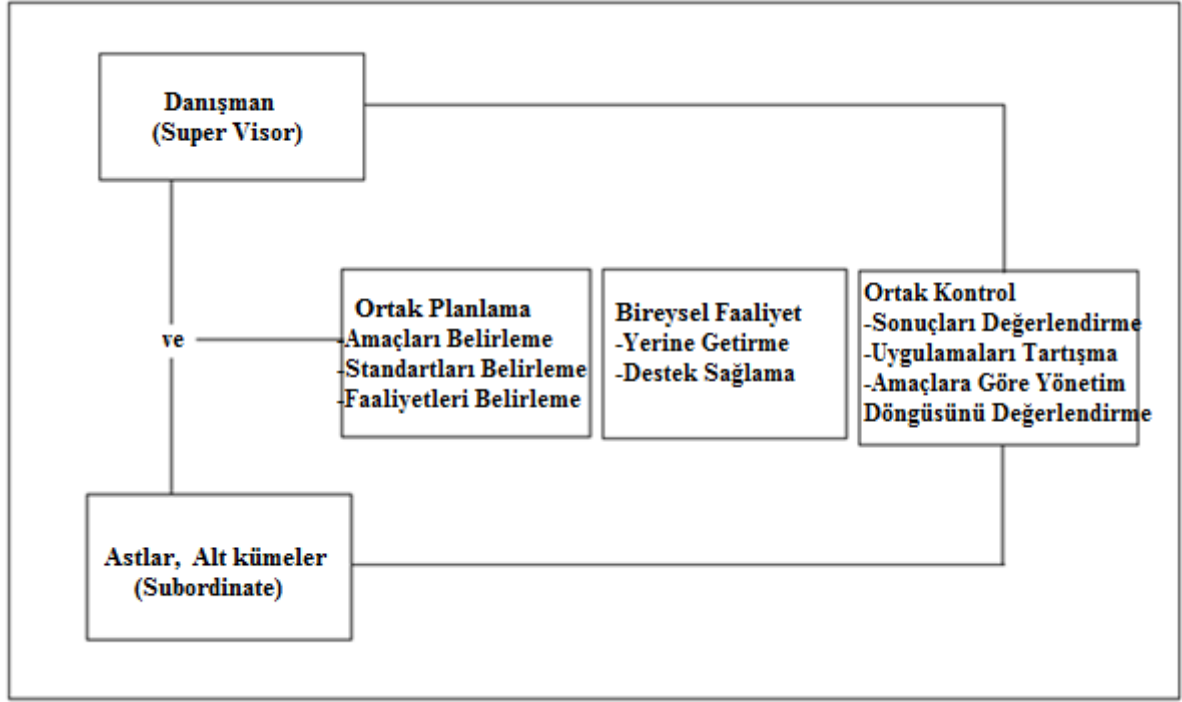 Danışman
(Super Visor)
ve
Ortak Planlama
-Amaçları Belirleme
-Standartları Belirleme
-Faaliyetleri Belirleme
Bireysel Faaliyet
-Yerine Getirme
-Destek Sağlama
Ortak Kontrol
-Sonuçları Değerlendirme
-Uygulamaları Tartışma
-Amaçlara Göre Yönetim
Döngüsünü Değerlendirme
Astlar, Alt kümeler
(Subordinate)